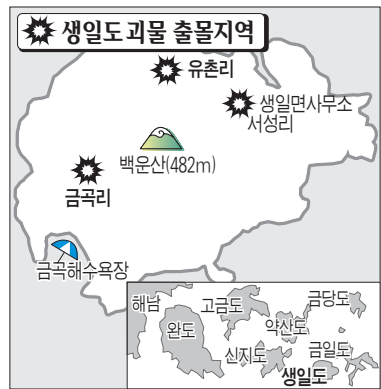 생일도괴물 출몰지역
유촌리
생일면사무소
서성리
백운산(482m)
금곡리
금곡해수욕장
해남
완도
고금도
신지도
약산도
금당도
금일도
생일도